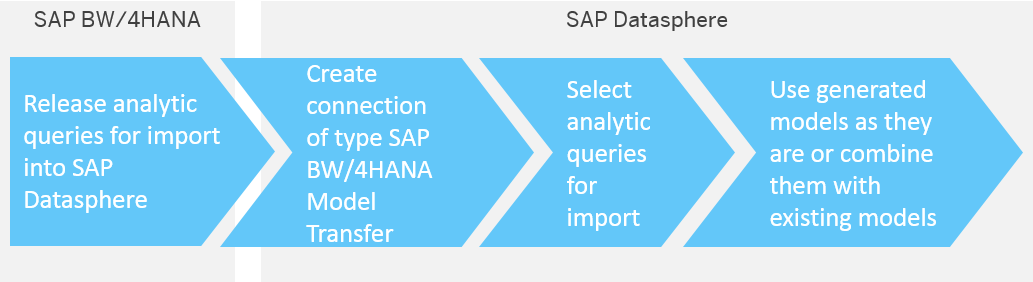 SAP BW/4HANA
SAP Datasphere
Release analytic
queries for import
into SAP
Datasphere
Create
connection
of type SAP
BW/4HANA
Model
Transfer
Select
analytic
queries
for
import
Use generated
models as they
are or combine
them with
existing models